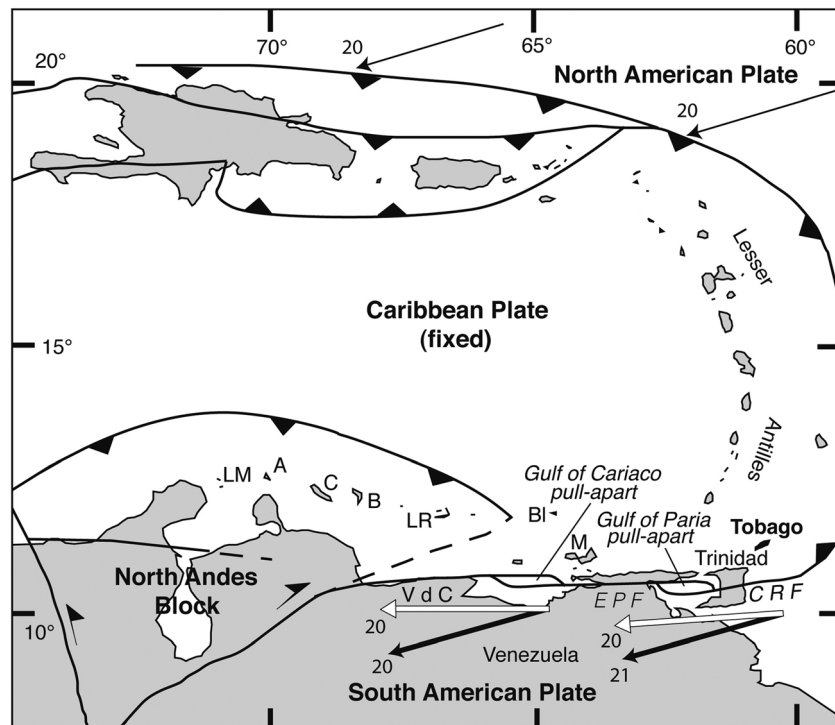 70°
65°
60°
20
20°
North American Plate
20
Lesser
Caribbean Plate
(fixed)
15°
Antilles
Gulf of Cariaco
pull-apart
LM
A
C
B
LR
Bl
Gulf of Paria
pull-apart
Tobago
M
Trinidad
North Andes
Block
V d C
E P F
C R F
10°
20
20
20
21
Venezuela
South American Plate